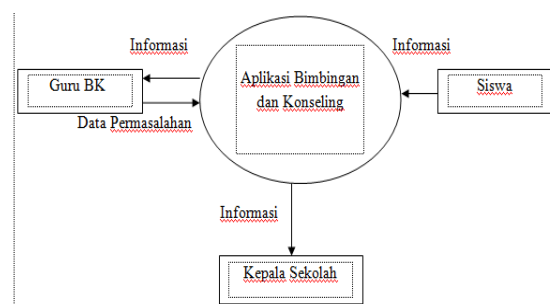 Informasi
Informasi
Guru BK
Aplikasi Bimbingan
dan Konseling
Siswa
Data Permasalahan
Informasi
Kepala Sekolah